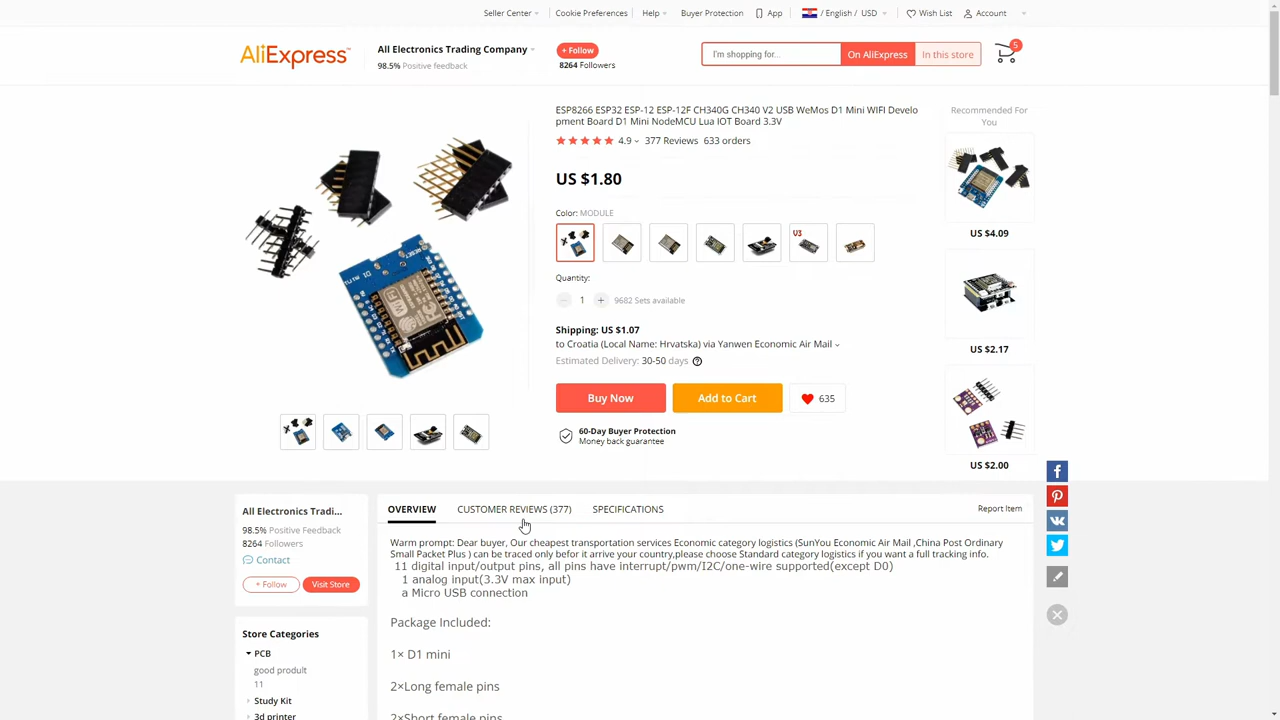 Seller Center
Cookie Preferences
Help
Buyer Protection
App
/ English / USD
Wish List
Account
AliExpress™
All Electronics Trading Company
98.5% Positive feedback
+ Follow
8264 Followers
I'm shopping for...
On AliExpress
In this store
5
ESP8266 ESP32 ESP-12 ESP-12F CH340G CH340 V2 USB WeMos D1 Mini WIFI Develo
pment Board D1 Mini NodeMCU Lua IOT Board 3.3V
4.9
377 Reviews
633 orders
US $1.80
Color: MODULE
V3
Quantity:
1
9682 Sets available
Shipping: US $1.07
to Croatia (Local Name: Hrvatska) via Yanwen Economic Air Mail
Estimated Delivery: 30-50 days
Buy Now
Add to Cart
635
60-Day Buyer Protection
Money back guarantee
Recommended For
You
US $4.09
US $2.17
US $2.00
All Electronics Tradi...
98.5% Positive Feedback
8264 Followers
Contact
+ Follow
Visit Store
Store Categories
PCB
good prodult
11
Study Kit
3d printer
OVERVIEW
CUSTOMER REVIEWS (377)
SPECIFICATIONS
Report Item
Warm prompt: Dear buyer, Our cheapest transportation services Economic category logistics (SunYou Economic Air Mail ,China Post Ordinary
Small Packet Plus ) can be traced only befor it arrive your country,please choose Standard category logistics if you want a full tracking info.
11 digital input/output pins, all pins have interrupt/pwm/I2C/one-wire supported(except D0)
1 analog input(3.3V max input)
a Micro USB connection
Package Included:
1× D1 mini
2×Long female pins
2×Short female pins